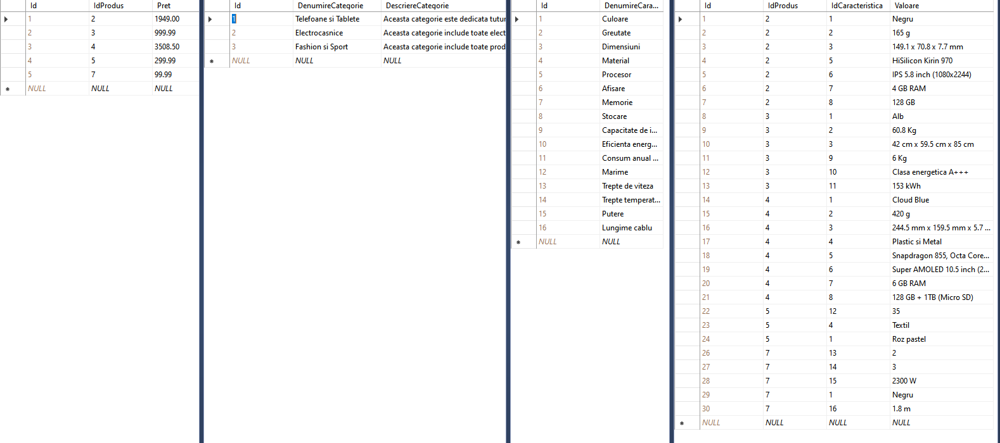 Id IdProdus Pret
1 2 1949.00
2 3 999.99
3 4 3508.50
4 5 299.99
5 7 99.99
NULL NULL NULL
Id DenumireCategorie DescriereCategorie
1 Telefoane si Tablete Aceasta categorie este dedicata tutur
2 Electrocasnice Aceasta categorie include toate elect
3 Fashion si Sport Aceasta categorie include toate prod
NULL NULL NULL
Id DenumireCara...
1 Culoare
2 Greutate
3 Dimensiuni
4 Material
5 Procesor
6 Afisare
7 Memorie
8 Stocare
9 Capacitate de i...
10 Eficienta energ...
11 Consum anual ...
12 Marime
13 Trepte de viteza
14 Trepte temperat...
15 Putere
16 Lungime cablu
NULL NULL
Id IdProdus IdCaracteristica Valoare
1 2 1 Negru
2 2 2 165 g
3 2 3 149.1 x 70.8 x 7.7 mm
4 2 5 HiSilicon Kirin 970
5 2 6 IPS 5.8 inch (1080x2244)
6 2 7 4 GB RAM
7 2 8 128 GB
8 3 1 Alb
9 3 2 60.8 Kg
10 3 3 42 cm x 59.5 cm x 85 cm
11 3 9 6 Kg
12 3 10 Clasa energetica A+++
13 3 11 153 kWh
14 4 1 Cloud Blue
15 4 2 420 g
16 4 3 244.5 mm x 159.5 mm x 5.7 ...
17 4 4 Plastic si Metal
18 4 5 Snapdragon 855, Octa Core...
19 4 6 Super AMOLED 10.5 inch (2...
20 4 7 6 GB RAM
21 4 8 128 GB + 1TB (Micro SD)
22 5 12 35
23 5 4 Textil
24 5 1 Roz pastel
26 7 13 2
27 7 14 3
28 7 15 2300 W
29 7 1 Negru
30 7 16 1.8 m
NULL NULL NULL NULL